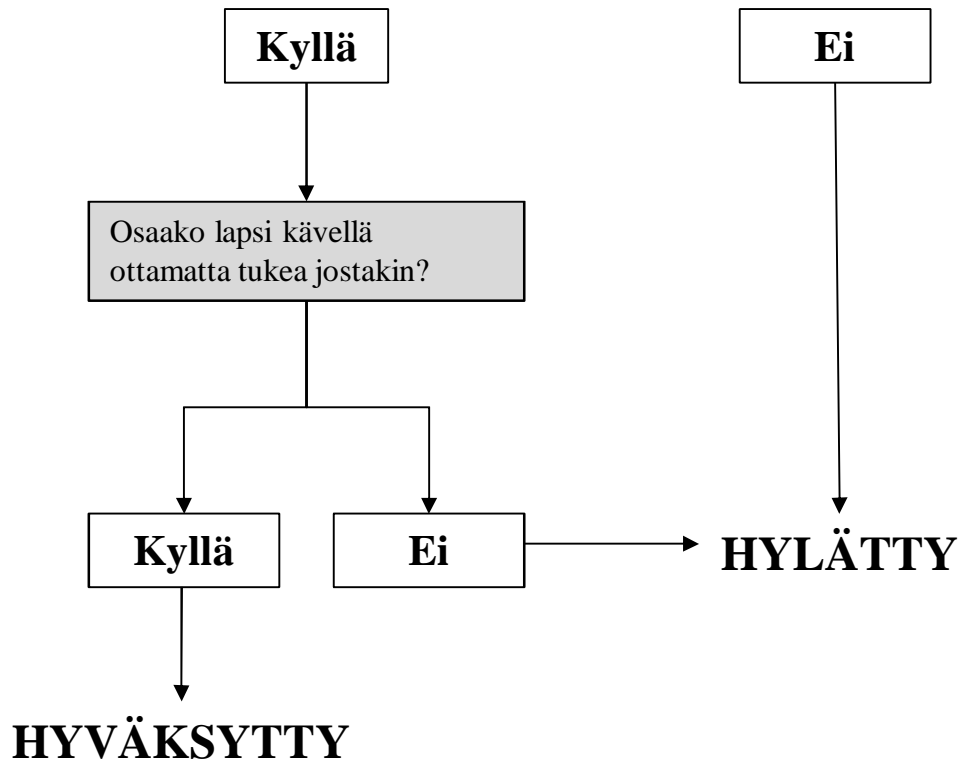 Kyllä
Ei
Osaako lapsi kävellä
ottamatta tukea jostakin?
Kyllä
Ei
HYLÄTTY
HYVÄKSYTTY